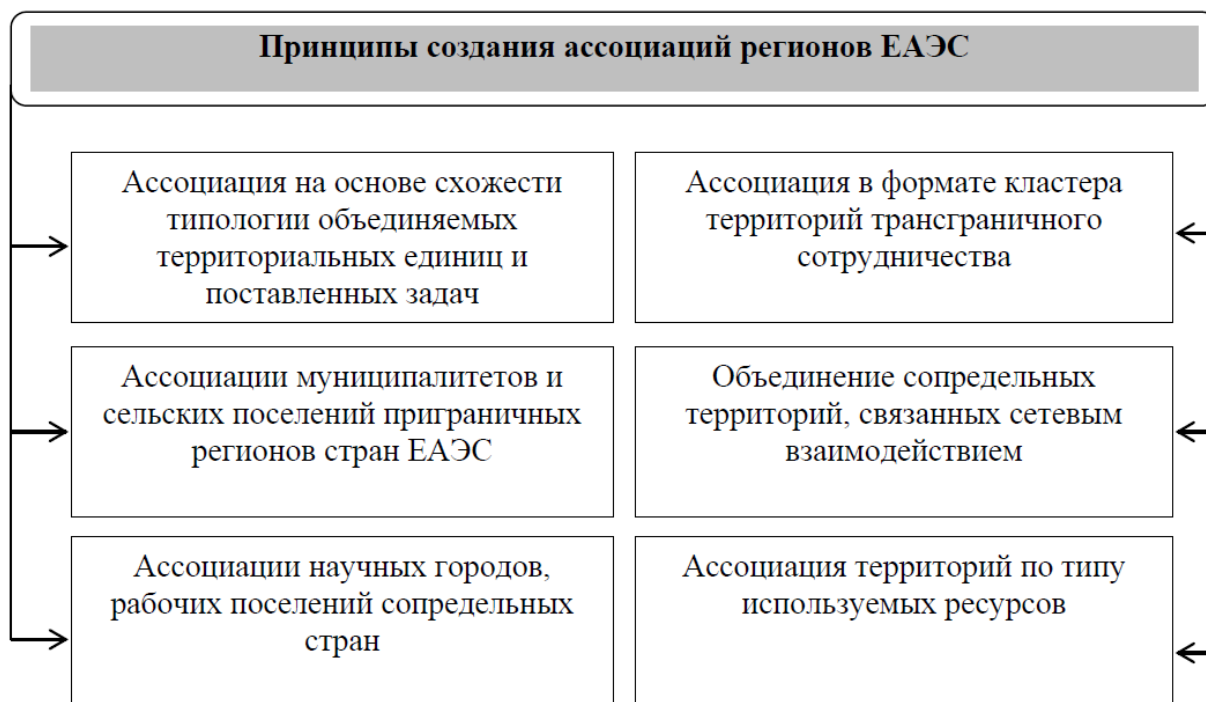 Принципы создания ассоциаций регионов ЕАЭС
Ассоциация на основе схожести
типологии объединяемых
территориальных единиц и
поставленных задач
Ассоциация в формате кластера
территорий трансграничного
сотрудничества
Ассоциации муниципалитетов и
сельских поселений приграничных
регионов стран ЕАЭС
Объединение сопредельных
территорий, связанных сетевым
взаимодействием
Ассоциации научных городов,
рабочих поселений сопредельных
стран
Ассоциация территорий по типу
используемых ресурсов